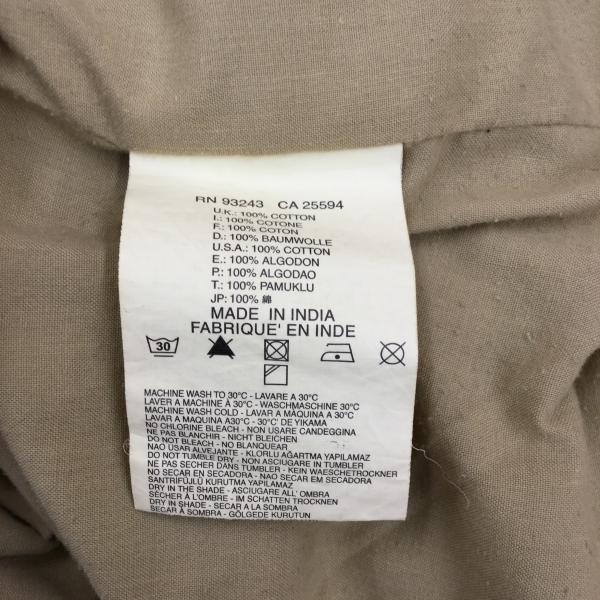 RN 93243 CA 25594
U.K.: 100% COTTON
I.: 100% COTONE
F.: 100% COTON
D.: 100% BAUMWOLLE
U.S.A.: 100% COTTON
E.: 100% ALGODON
P.: 100% ALGODAO
T.: 100% PAMUKLU
JP: 100% 綿
MADE IN INDIA
FABRIQUE' EN INDE
30
MACHINE WASH TO 30°C - LAVARE A 30°C
LAVER A MACHINE À 30°C - WASCHMASCHINE 30°C
MACHINE WASH COLD - LAVAR A MAQUINA A 30°C
LAVAR A MAQUINA A30°C - 30°C' DE YIKAMA
NO CHLORINE BLEACH - NON USARE CANDEGGINA
NE PAS BLANCHIR - NICHT BLEICHEN
DO NOT BLEACH - NO BLANQUEAR
NAO USAR ALVEJANTE - KLORLU AĞARTMA YAPILAMAZ
DO NOT TUMBLE DRY - NON ASCIUGARE IN TUMBLER
NE PAS SECHER DANS TUMBLER - KEIN WAESCHETROCKNER
NO SECAR EN SECADORA - NAO SECAR EM SECADORA
SANTRIFUJLÜ KURUTMA YAPILAMAZ
DRY IN THE SHADE - ASCIUGARE ALL' OMBRA
SÈCHER À L'OMBRE - IM SCHATTEN TROCKNEN
DRY IN SHADE - SECAR A LA SOMBRA
SECAR À SOMBRA - GÖLGEDE KURUTUN